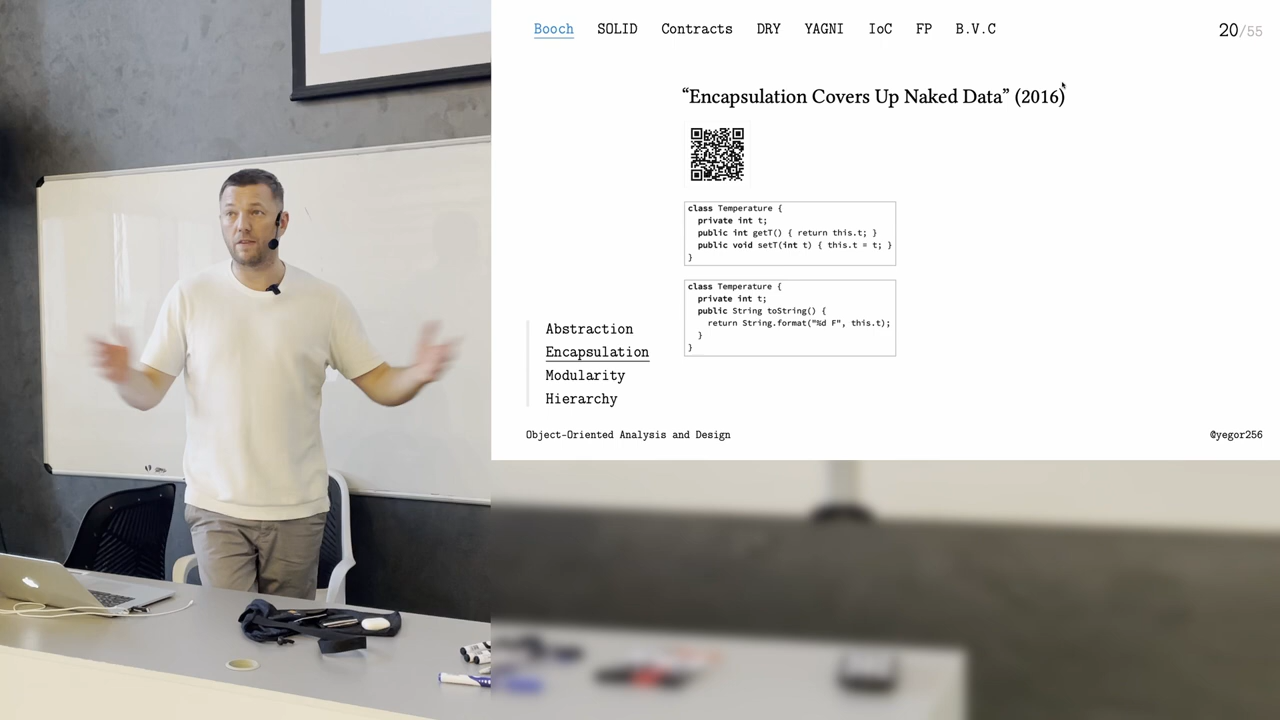 Booch SOLID Contracts DRY YAGNI IoC FP B.V.C
20/55
“Encapsulation Covers Up Naked Data” (2016)
class Temperature {
  private int t;
  public int getT() { return this.t; }
  public void setT(int t) { this.t = t; }
}
class Temperature {
  private int t;
  public String toString() {
    return String.format("%d F", this.t);
  }
}
Abstraction
Encapsulation
Modularity
Hierarchy
Object-Oriented Analysis and Design
@yegor256